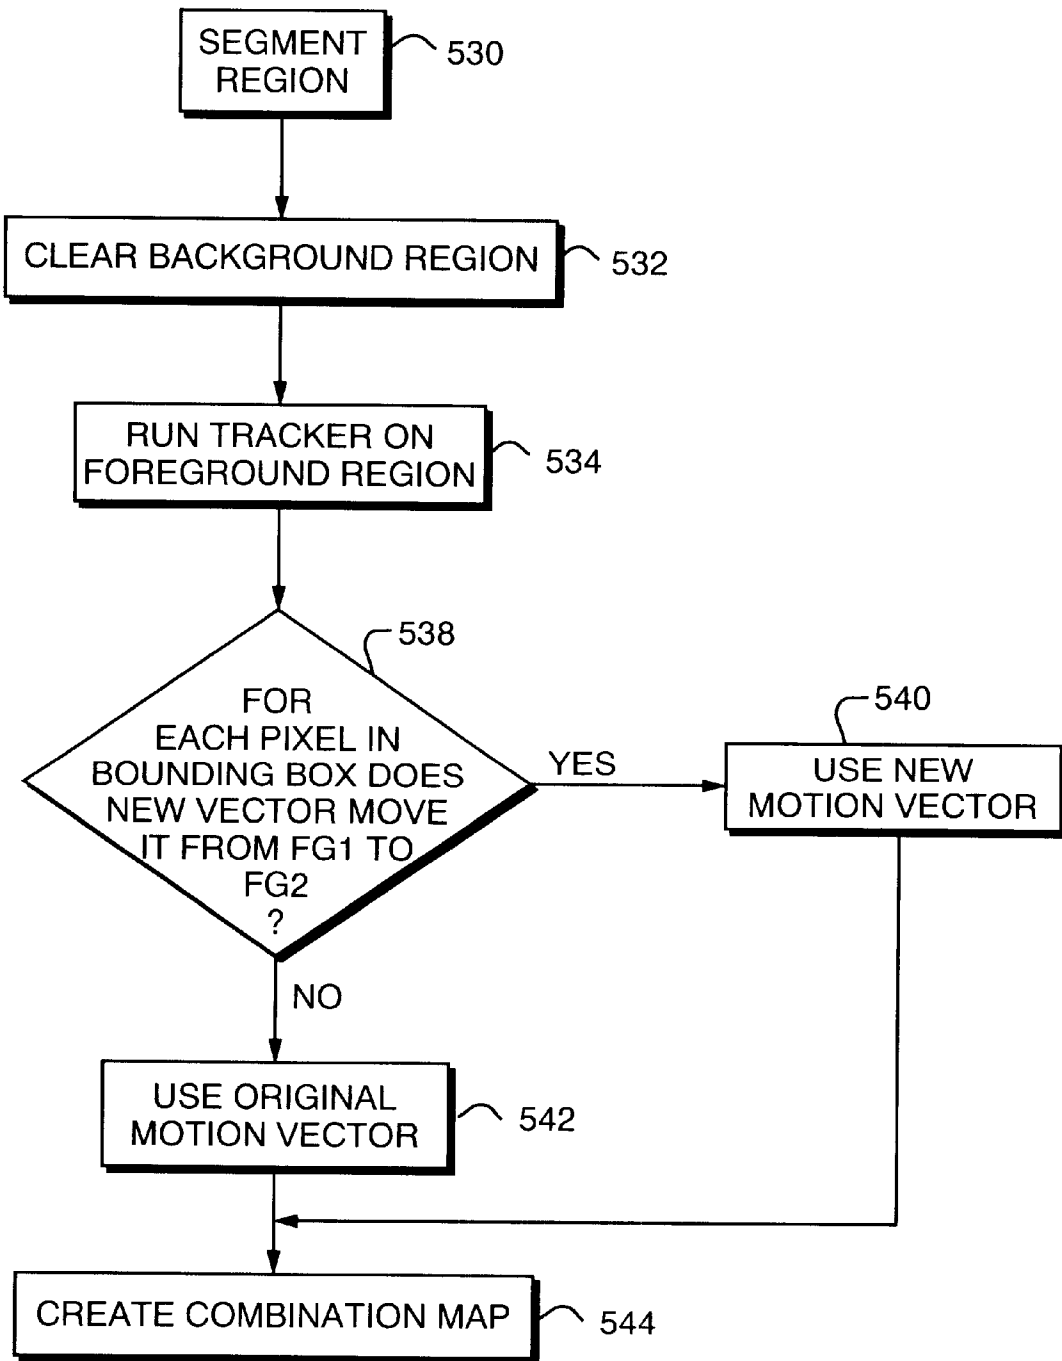 SEGMENT
REGION
530
CLEAR BACKGROUND REGION
532
RUN TRACKER ON
FOREGROUND REGION
534
538
FOR
EACH PIXEL IN
BOUNDING BOX DOES
NEW VECTOR MOVE
IT FROM FG1 TO
FG2
?
YES
540
USE NEW
MOTION VECTOR
NO
USE ORIGINAL
MOTION VECTOR
542
CREATE COMBINATION MAP
544